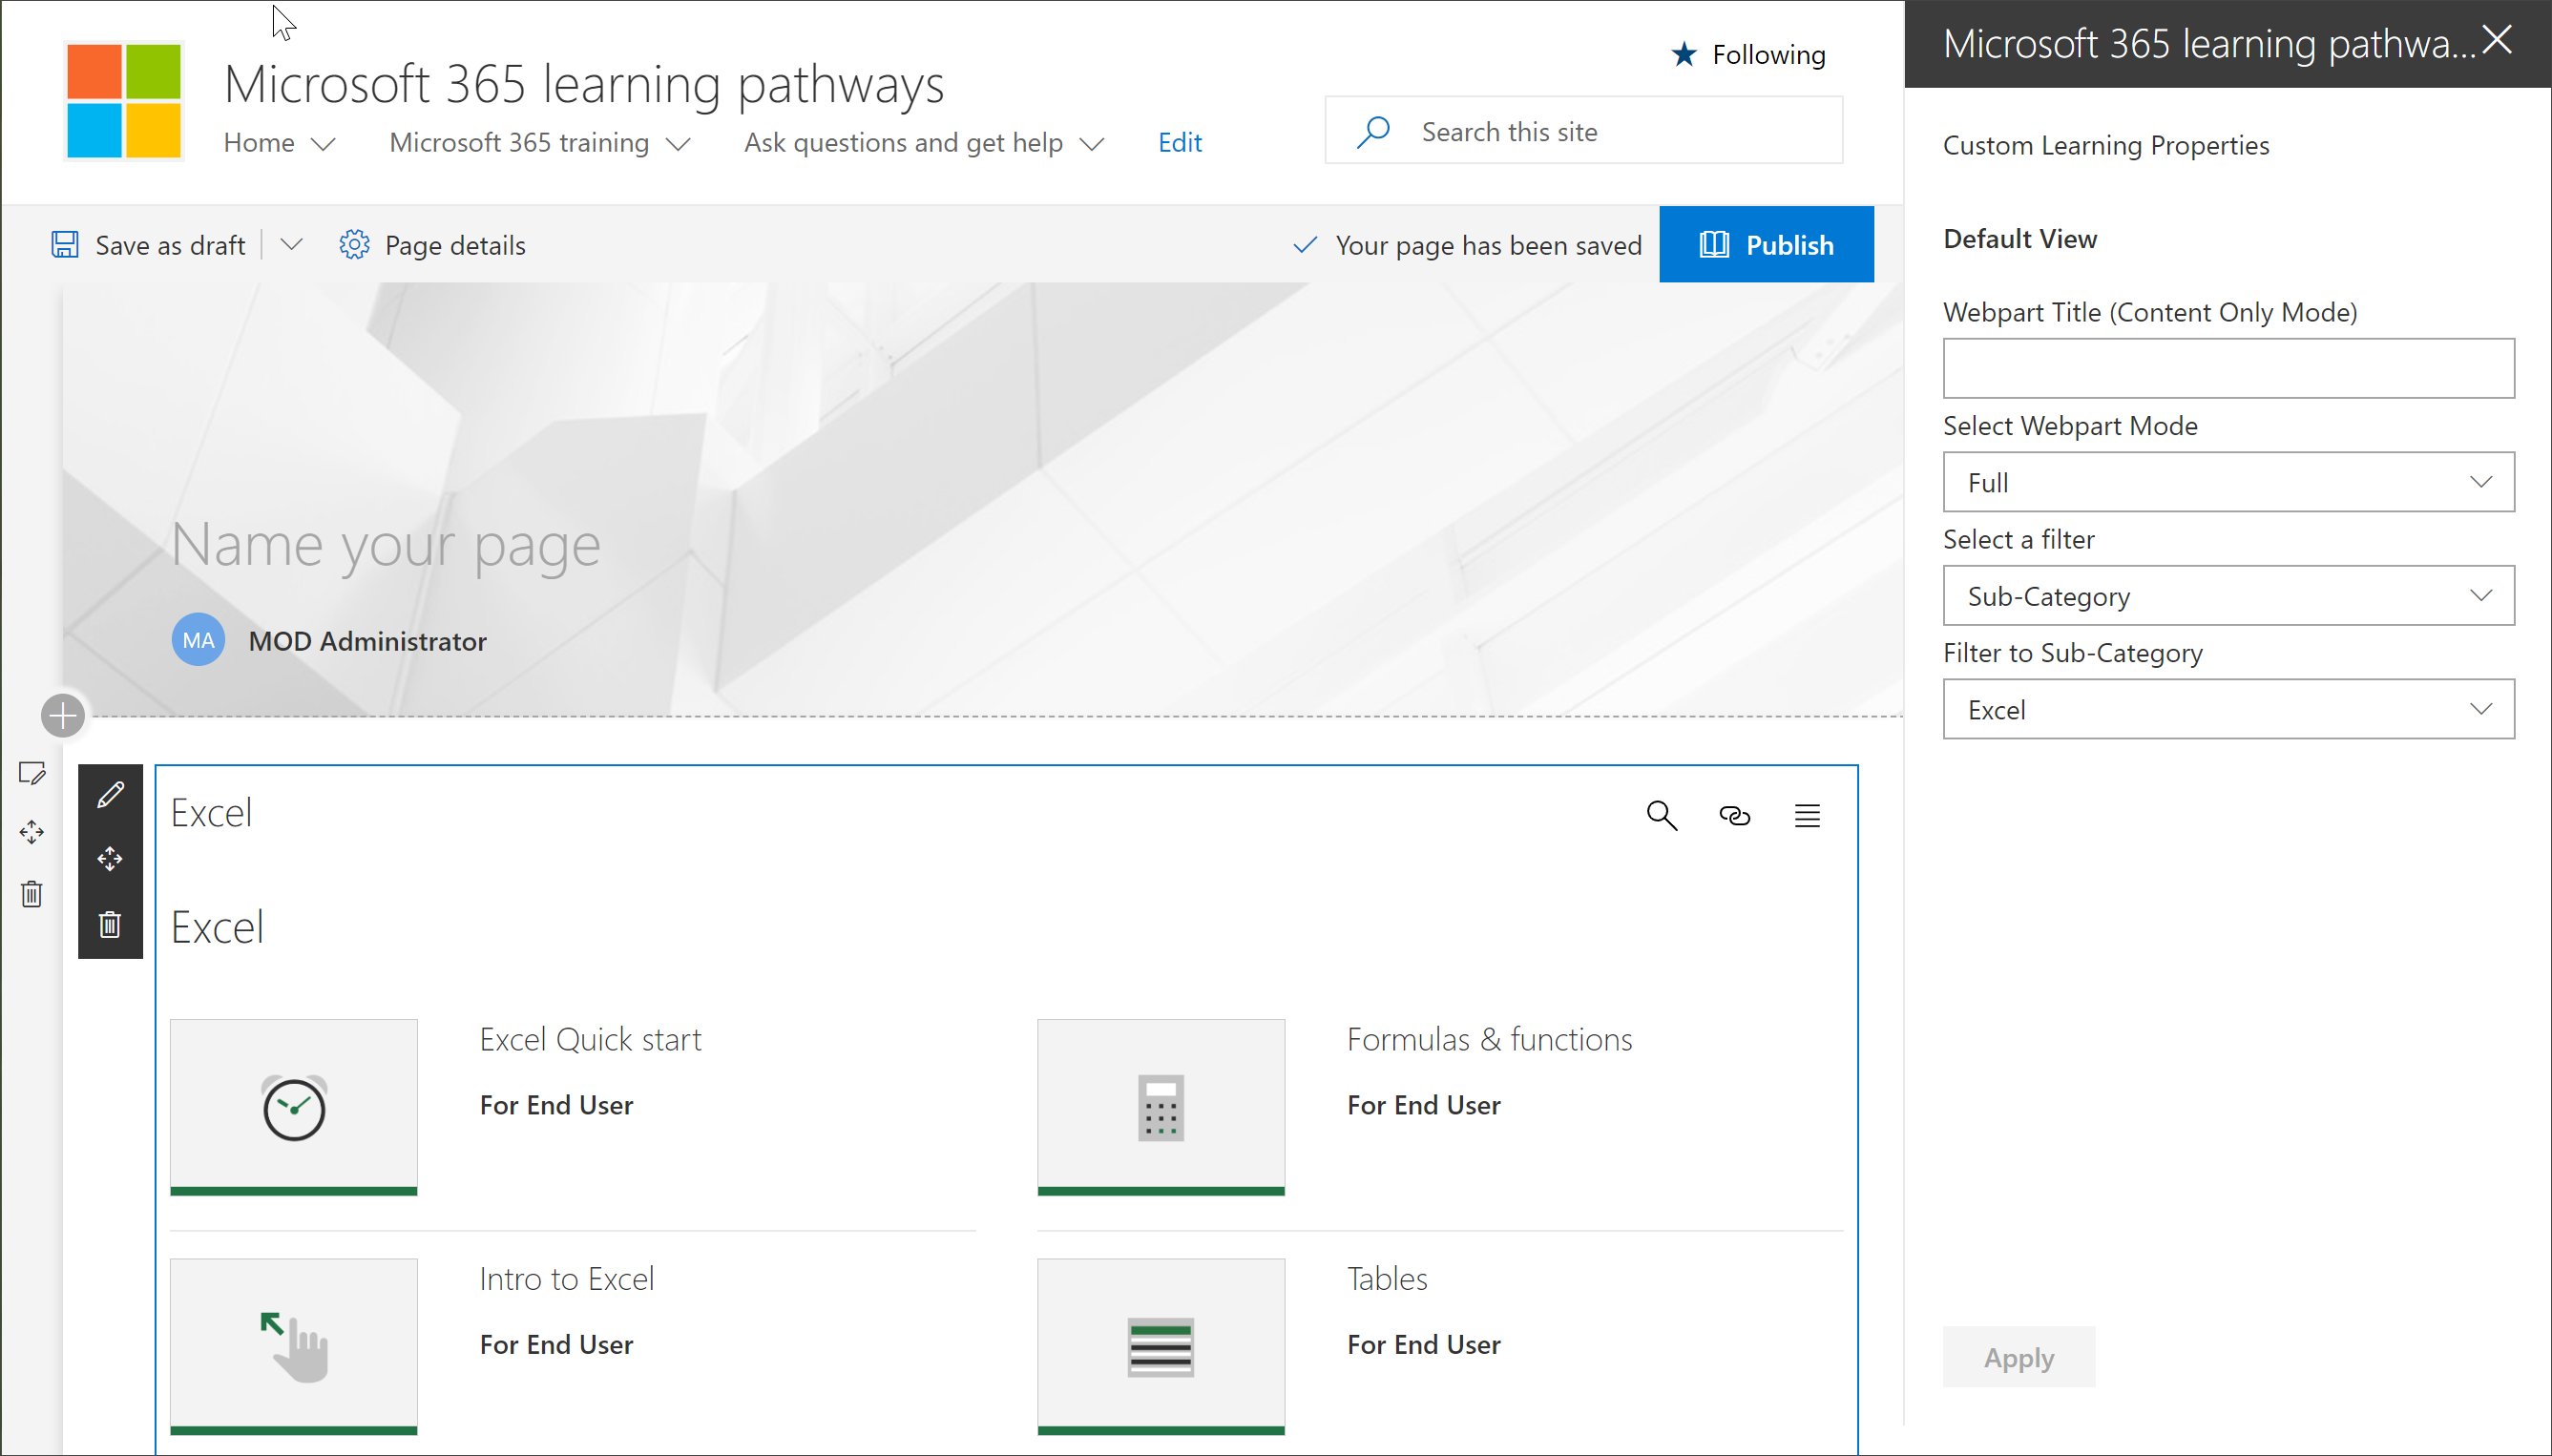 Microsoft 365 learning pathways
Home
Microsoft 365 training
Ask questions and get help
Edit
Following
Search this site
Save as draft
Page details
Your page has been saved
Publish
Name your page
MA
MOD Administrator
Excel
Excel
Excel Quick start
For End User
Formulas & functions
For End User
Intro to Excel
For End User
Tables
For End User
Microsoft 365 learning pathwa...
Custom Learning Properties
Default View
Webpart Title (Content Only Mode)
Select Webpart Mode
Full
Select a filter
Sub-Category
Filter to Sub-Category
Excel
Apply